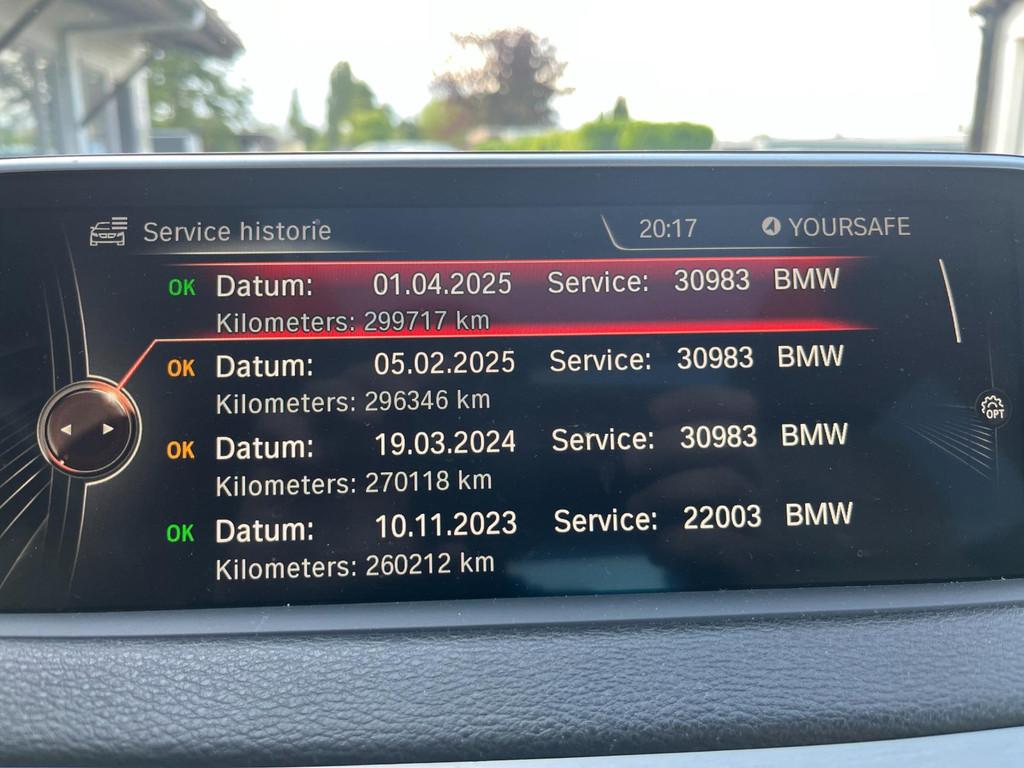 Service historie 20:17 YOURSAFE
OK Datum: 01.04.2025 Service: 30983 BMW
Kilometers: 299717 km
OK Datum: 05.02.2025 Service: 30983 BMW
Kilometers: 296346 km
OK Datum: 19.03.2024 Service: 30983 BMW
Kilometers: 270118 km
OK Datum: 10.11.2023 Service: 22003 BMW
Kilometers: 260212 km
OPT